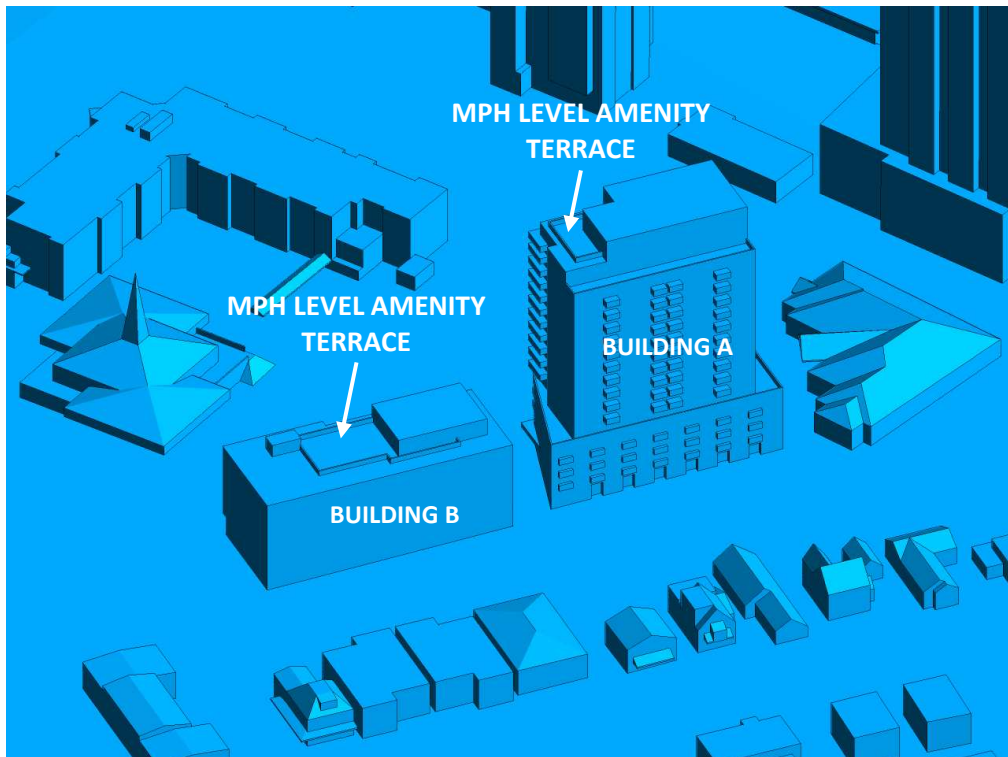 MPH LEVEL AMENITY
TERRACE
MPH LEVEL AMENITY
TERRACE
BUILDING A
BUILDING B